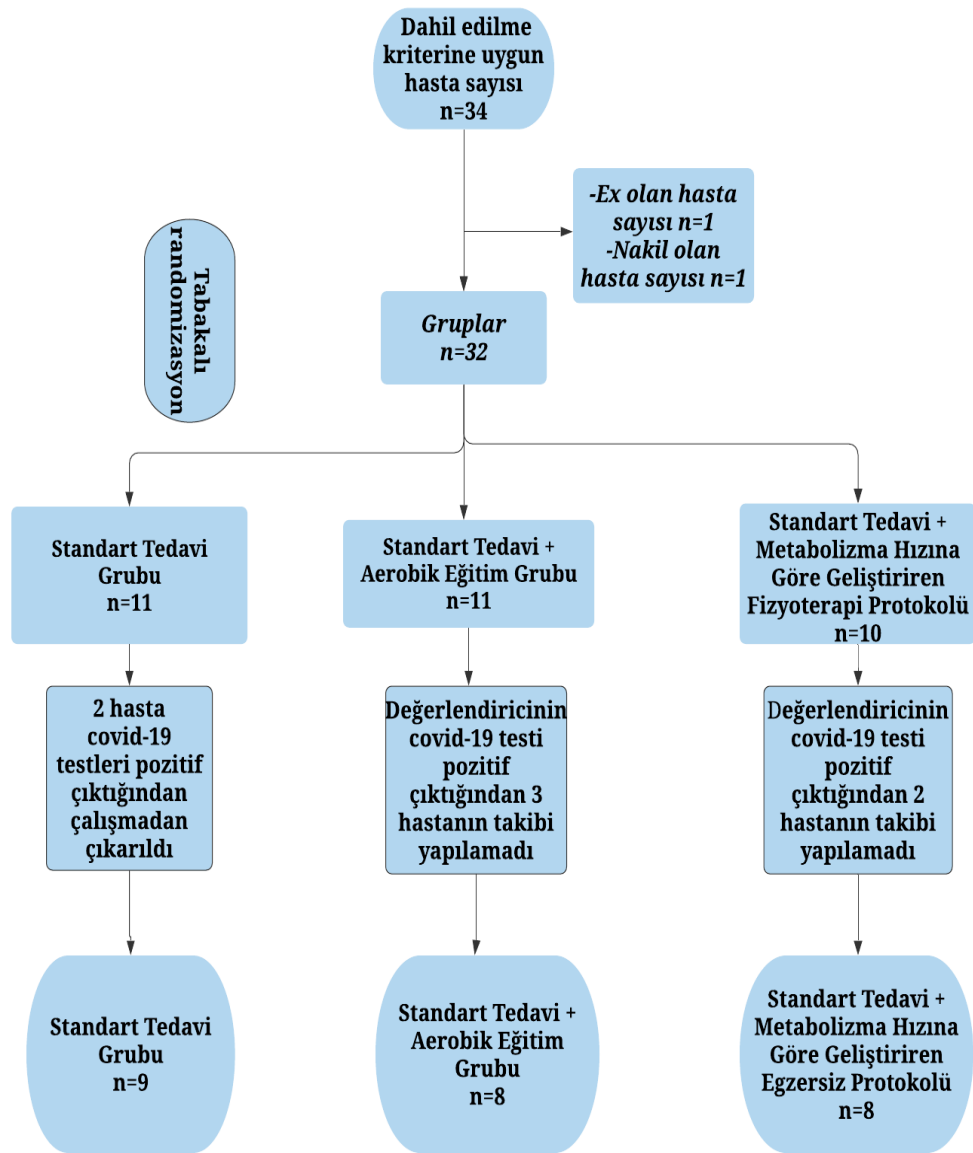 Dahil edilme
kriterine uygun
hasta sayısı
n=34
-Ex olan hasta
sayısı n=1
-Nakil olan
hasta sayısı n=1
Tabakalı
randomizasyon
Gruplar
n=32
Standart Tedavi
Grubu
n=11
Standart Tedavi +
Aerobik Eğitim Grubu
n=11
Standart Tedavi +
Metabolizma Hızına
Göre Geliştiriren
Fizyoterapi Protokolü
n=10
2 hasta
covid-19
testleri pozitif
çıktığından
çalışmadan
çıkarıldı
Değerlendiricinin
covid-19 testi
pozitif
çıktığından 3
hastanın takibi
yapılamadı
Değerlendiricinin
covid-19 testi
pozitif
çıktığından 2
hastanın takibi
yapılamadı
Standart Tedavi
Grubu
n=9
Standart Tedavi +
Aerobik Eğitim
Grubu
n=8
Standart Tedavi +
Metabolizma Hızına
Göre Geliştiriren
Egzersiz Protokolü
n=8